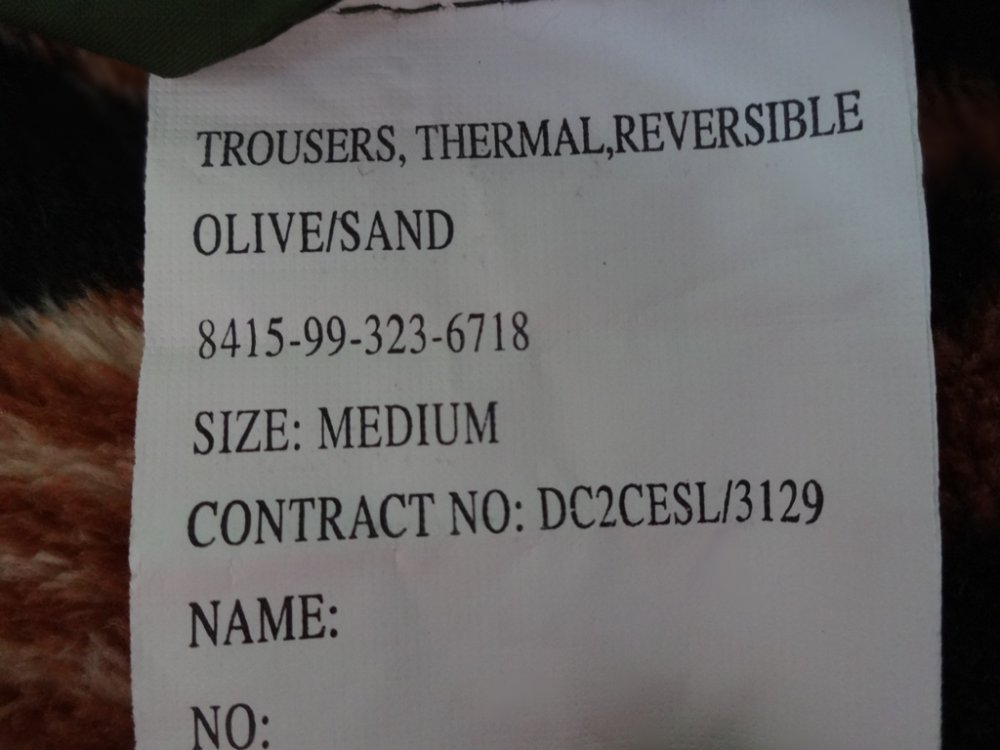 TROUSERS, THERMAL,REVERSIBLE
OLIVE/SAND
8415-99-323-6718
SIZE: MEDIUM
CONTRACT NO: DC2CESL/3129
NAME:
NO: